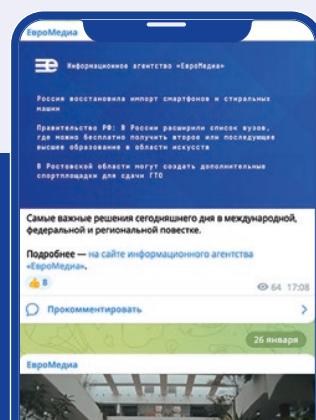 ЕвроМедиа
Информационное агентство «ЕвроМедиа»
Россия восстановила импорт смартфонов и стиральных
машин
Правительство РФ: В России расширили список вузов,
где можно бесплатно получить второе или последующее
высшее образование в области искусств
В Ростовской области могут создать дополнительные
спортплощадки для сдачи ГТО
Самые важные решения сегодняшнего дня в международной,
федеральной и региональной повестке.
Подробнее — на сайте информационного агентства
«ЕвроМедиа».
8
64 17:08
Прокомментировать
26 января
ЕвроМедиа